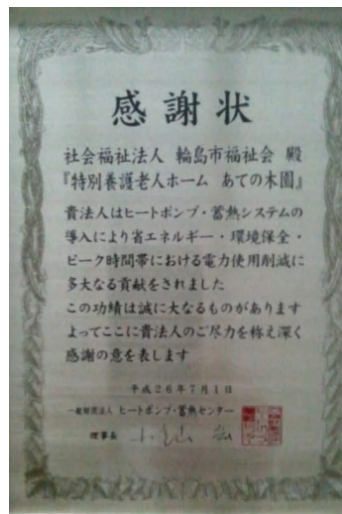 感謝状
社会福祉法人 輪島市福祉会 殿
『特別養護老人ホーム あての木園』
貴法人はヒートポンプ・蓄熱システムの
導入により省エネルギー・環境保全・
ピーク時間帯における電力使用削減に
多大なる貢献をされました
この功績は誠に大なるものがあります
よってここに貴法人のご尽力を称え深く
感謝の意を表します
平成26年7月1日
一般財団法人 ヒートポンプ・蓄熱センター
理事長